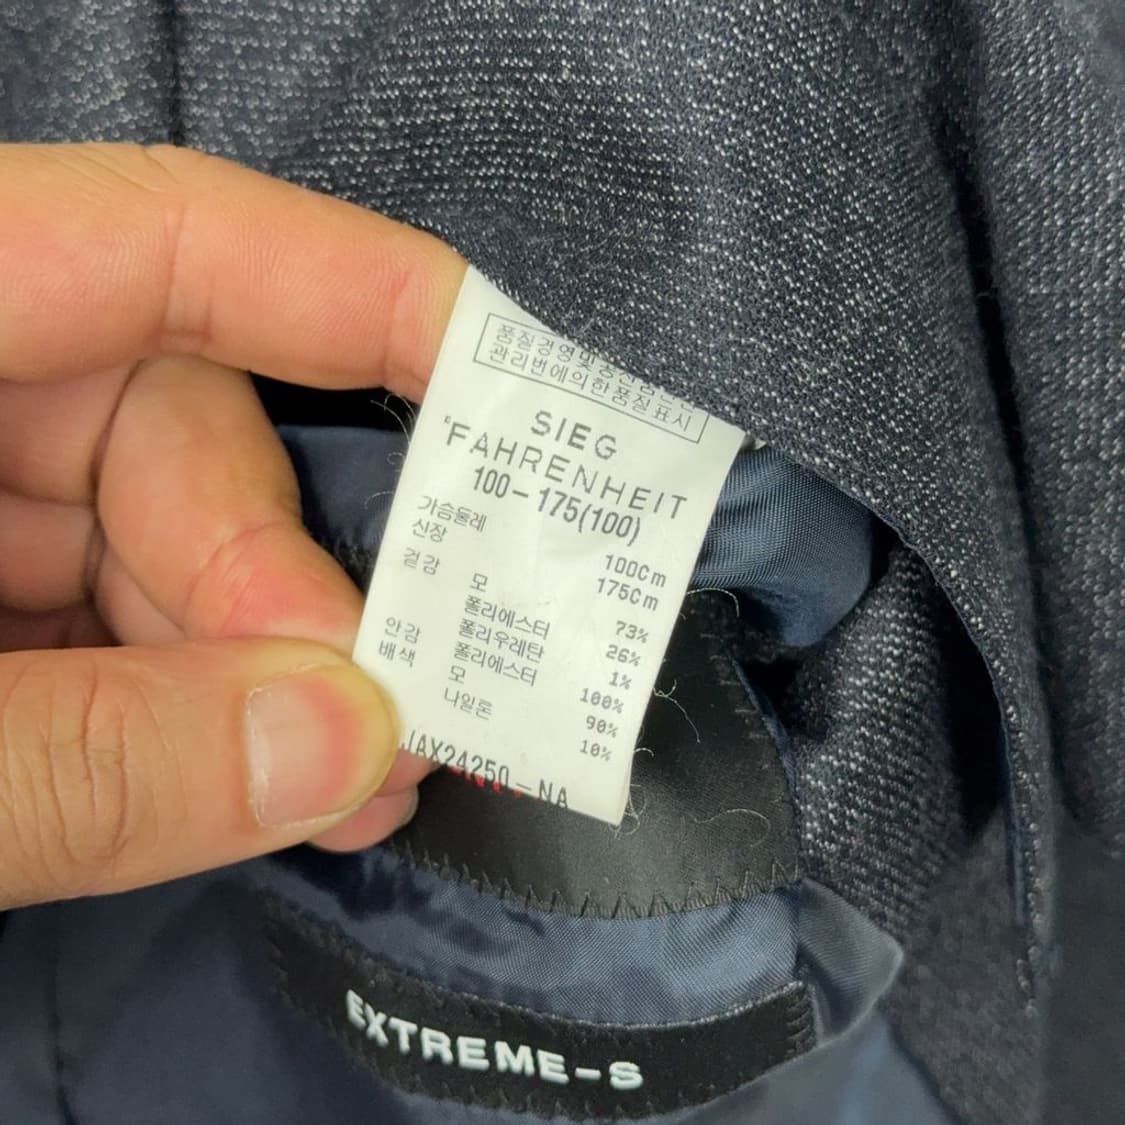 품질경영및공산품안전
관리법에의한품질표시
SIEG
FAHRENHEIT
100-175(100)
가슴둘레 100Cm
신장 175Cm
겉감 모 73%
폴리에스터 26%
폴리우레탄 1%
안감 폴리에스터 100%
배색 모 90%
나일론 10%
JAX24250-NA
EXTREME-S